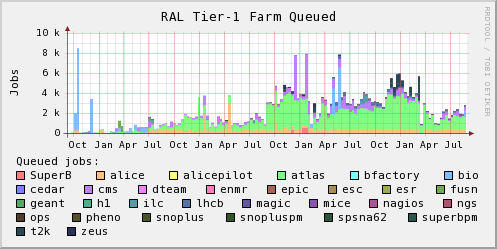 RAL Tier-1 Farm Queued
RRDTOOL / TOBI OETIKER
Jobs
10 k
8 k
6 k
4 k
2 k
0
Oct Jan Apr Jul Oct Jan Apr Jul Oct Jan Apr Jul Oct Jan Apr Jul
Queued jobs:
SuperB alice alicepilot atlas bfactory bio
cedar cms dteam enmr epic esc esr fusn
geant h1 ilc lhcb magic mice nagios ngs
ops pheno snoplus snopluspm spsna62 superbpm
t2k zeus